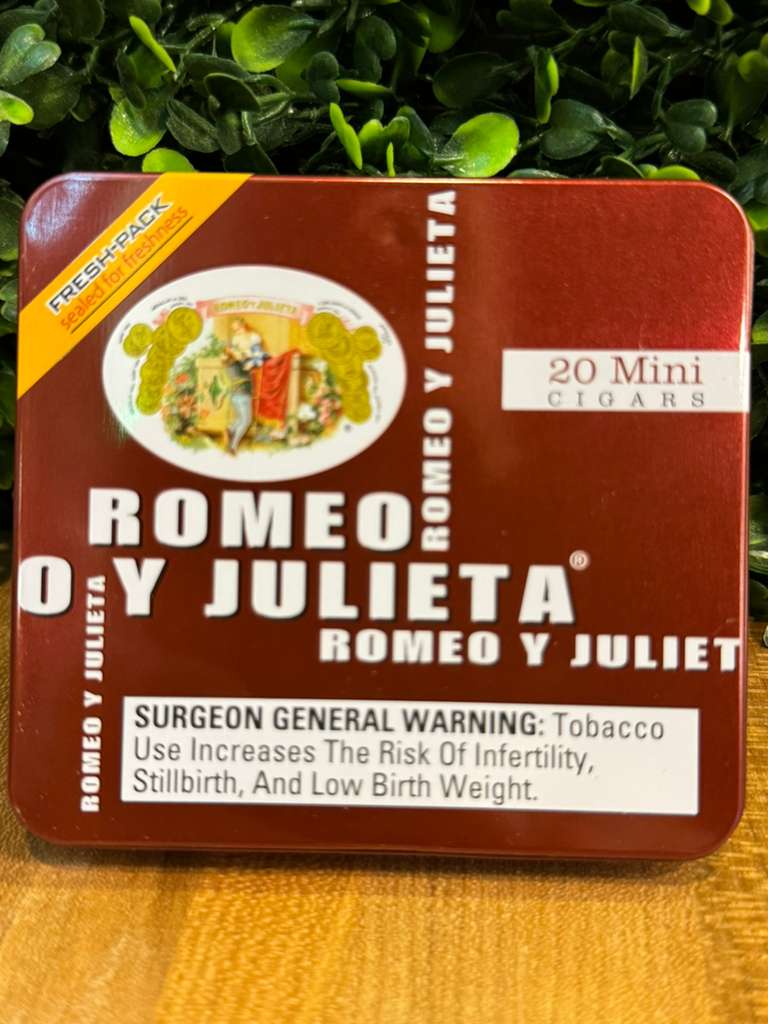 FRESH-PACK
sealed for freshness
ROMEO Y JULIETA
ROMEO Y JULIETA
20 Mini
CIGARS
ROMEO
O Y JULIETA®
ROMEO Y JULIET
ROMEO Y JULIETA
SURGEON GENERAL WARNING: Tobacco
Use Increases The Risk Of Infertility,
Stillbirth, And Low Birth Weight.